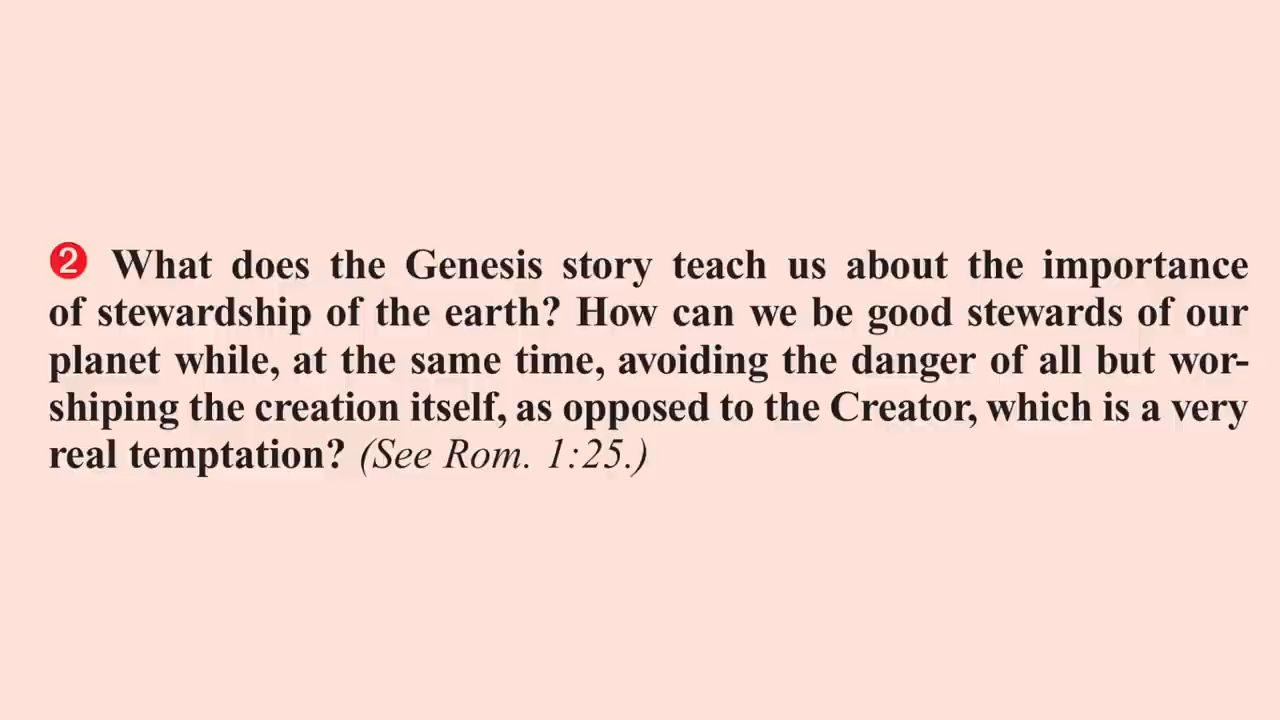 ❷ What does the Genesis story teach us about the importance
of stewardship of the earth? How can we be good stewards of our
planet while, at the same time, avoiding the danger of all but wor-
shiping the creation itself, as opposed to the Creator, which is a very
real temptation? (See Rom. 1:25.)